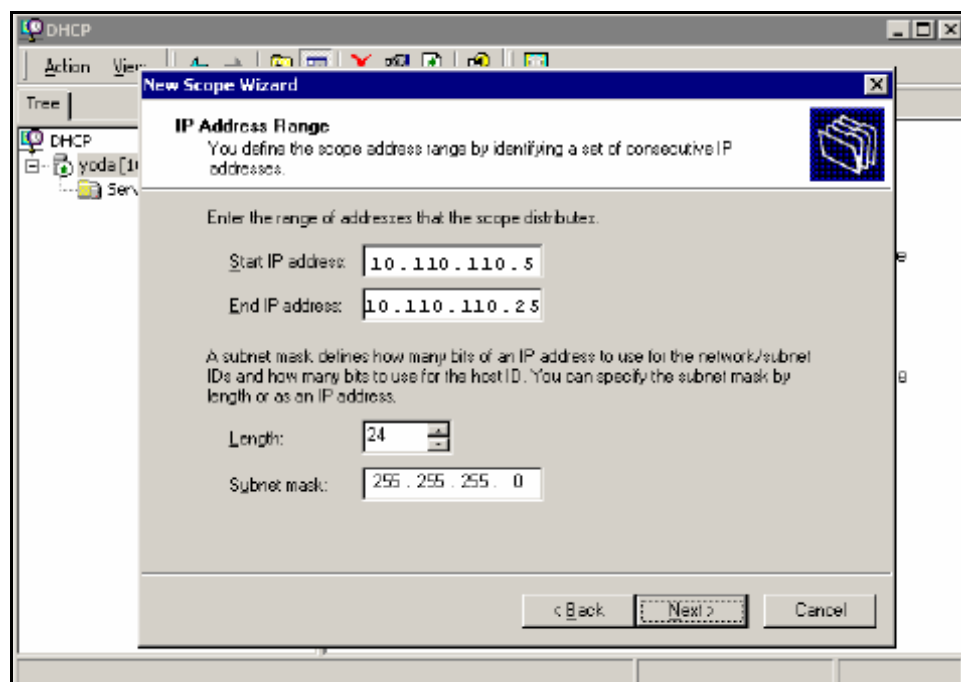 DHCP
Action View
Tree
DHCP
yoda [1
Serv
New Scope Wizard
IP Address Range
You define the scope address range by identifying a set of consecutive IP
addresses.
Enter the range of addresses that the scope distributes.
Start IP address: 10 . 110 . 110 . 5
End IP address: 10 . 110 . 110 . 25
A subnet mask defines how many bits of an IP address to use for the network/subnet
IDs and how many bits to use for the host ID. You can specify the subnet mask by
length or as an IP address.
Length: 24
Subnet mask: 255 . 255 . 255 . 0
< Back Next > Cancel